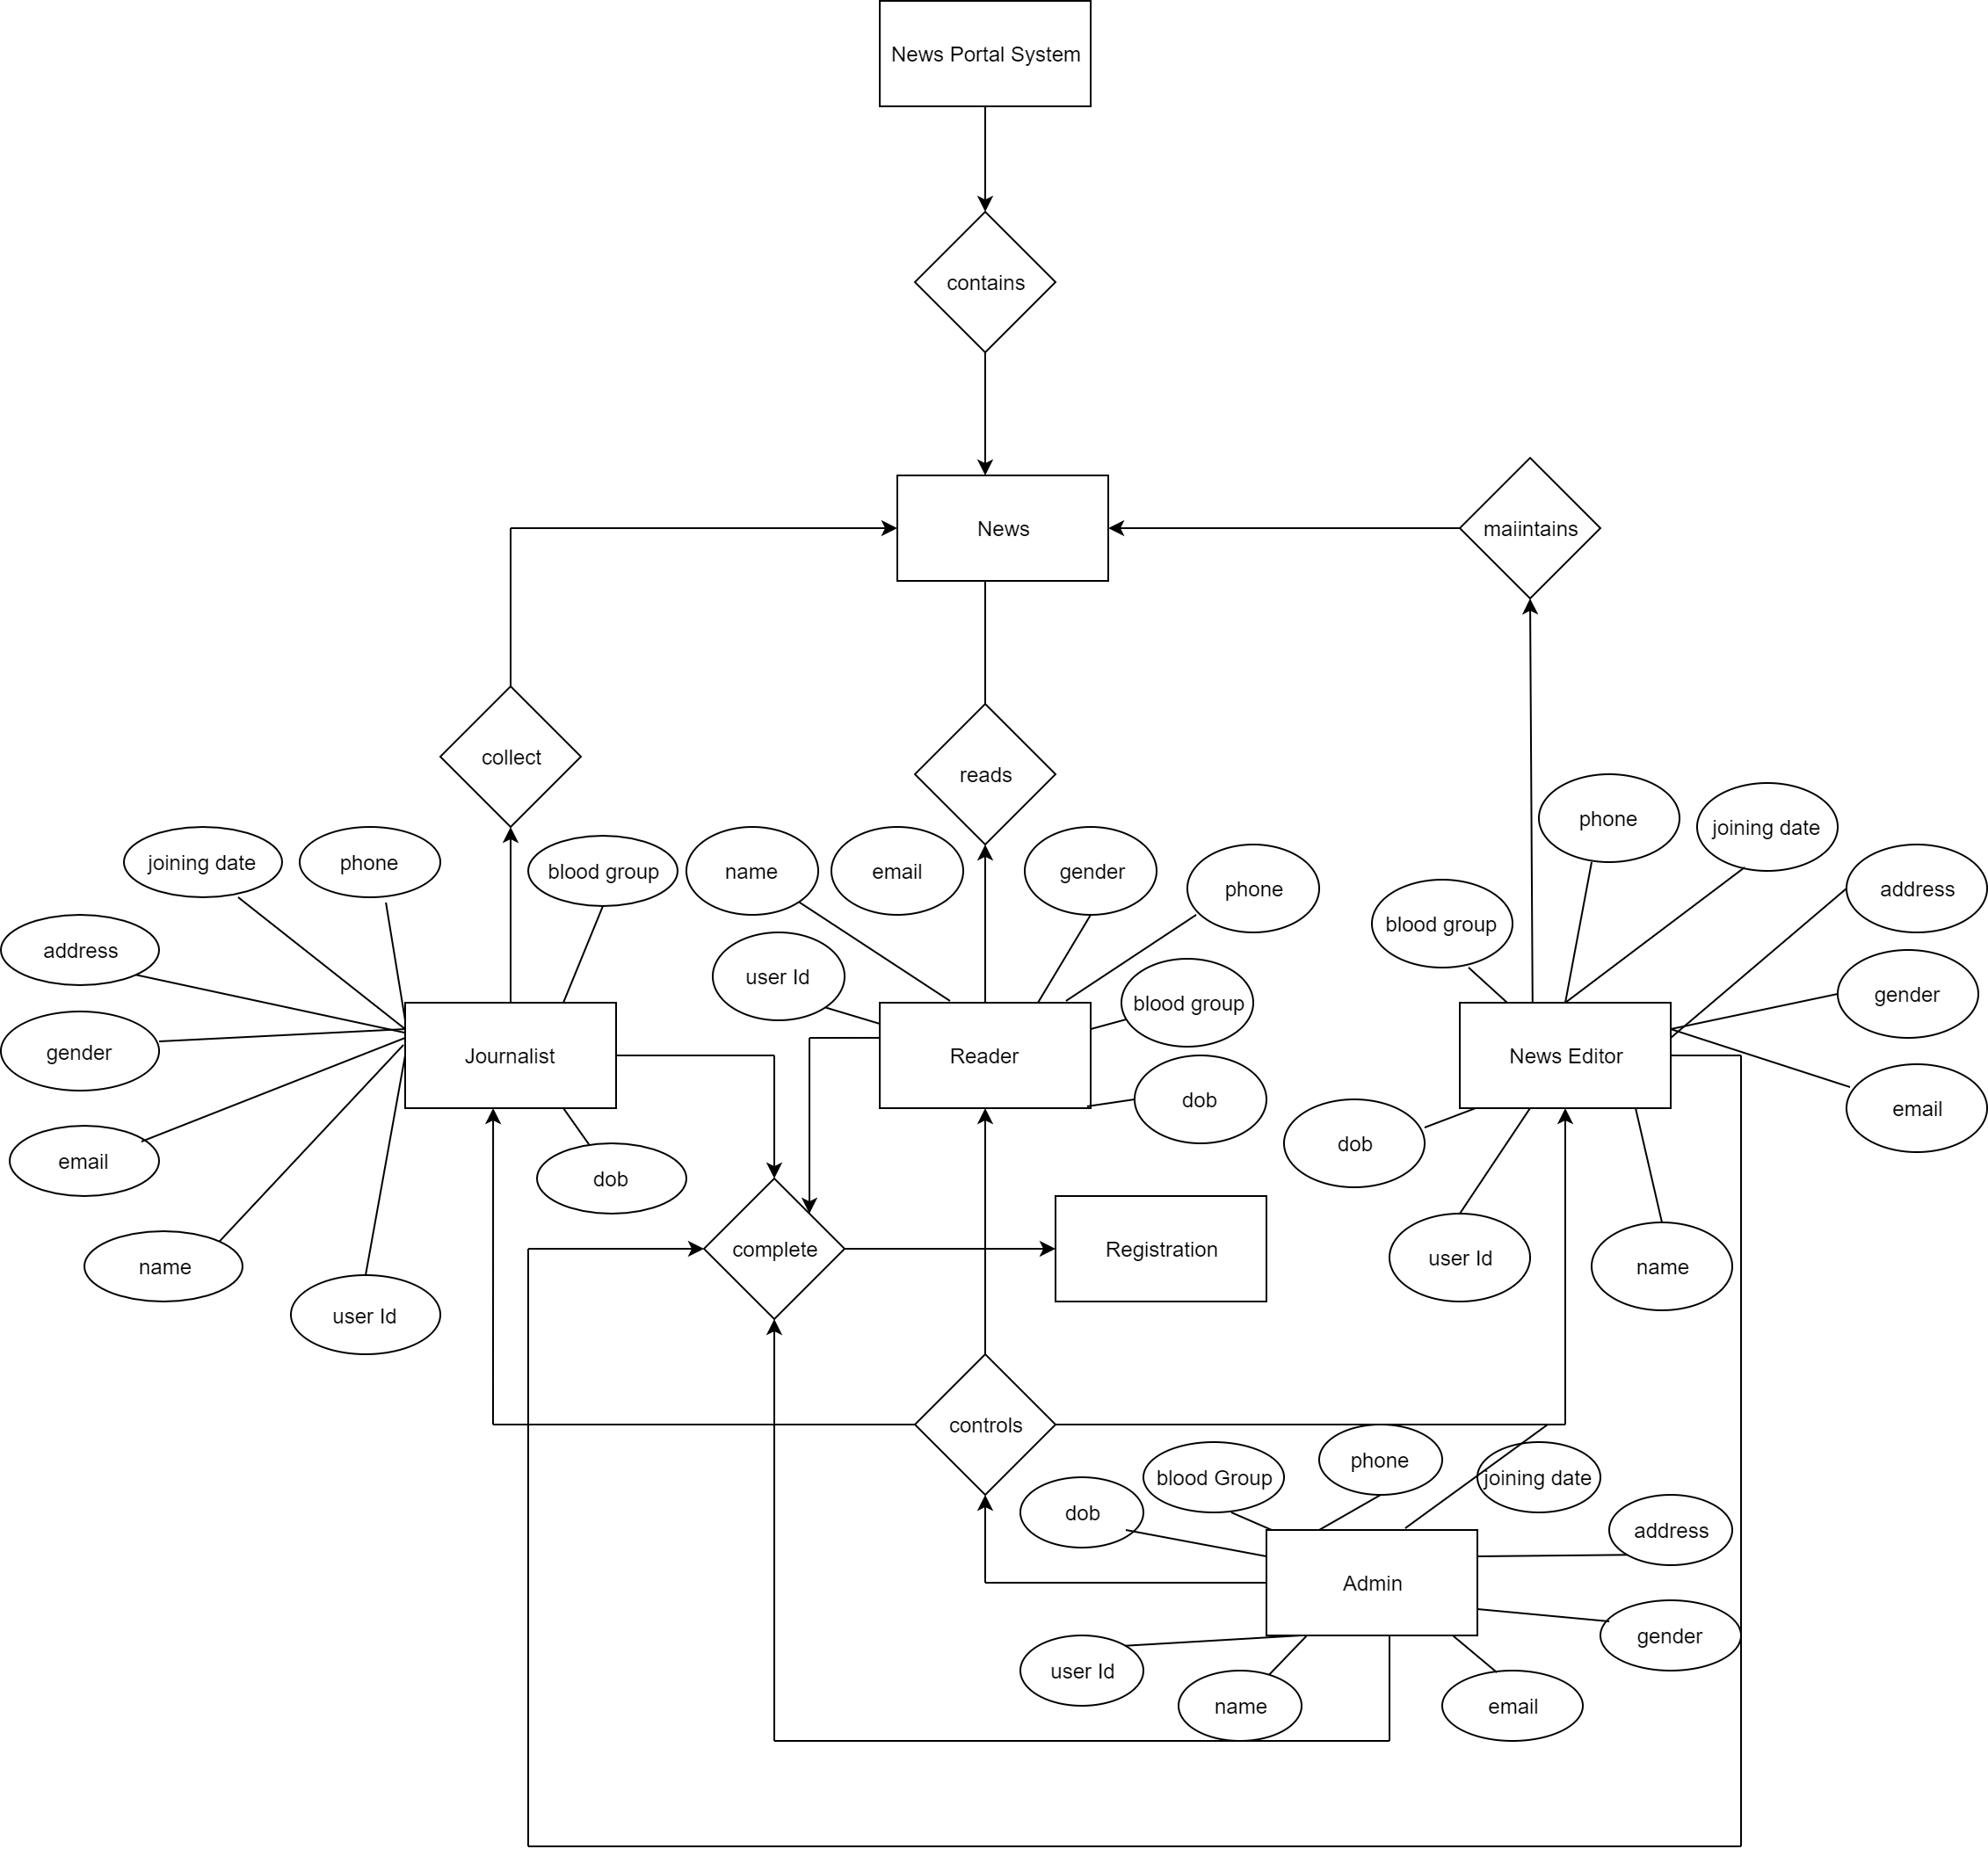 News Portal System
contains
News
maiintains
collect
reads
phone
joining date
joining date
phone
blood group
name
email
gender
phone
address
blood group
address
user Id
blood group
gender
gender
Journalist
Reader
News Editor
dob
email
email
dob
dob
name
complete
Registration
user Id
name
user Id
controls
phone
blood Group
joining date
dob
address
Admin
gender
user Id
name
email